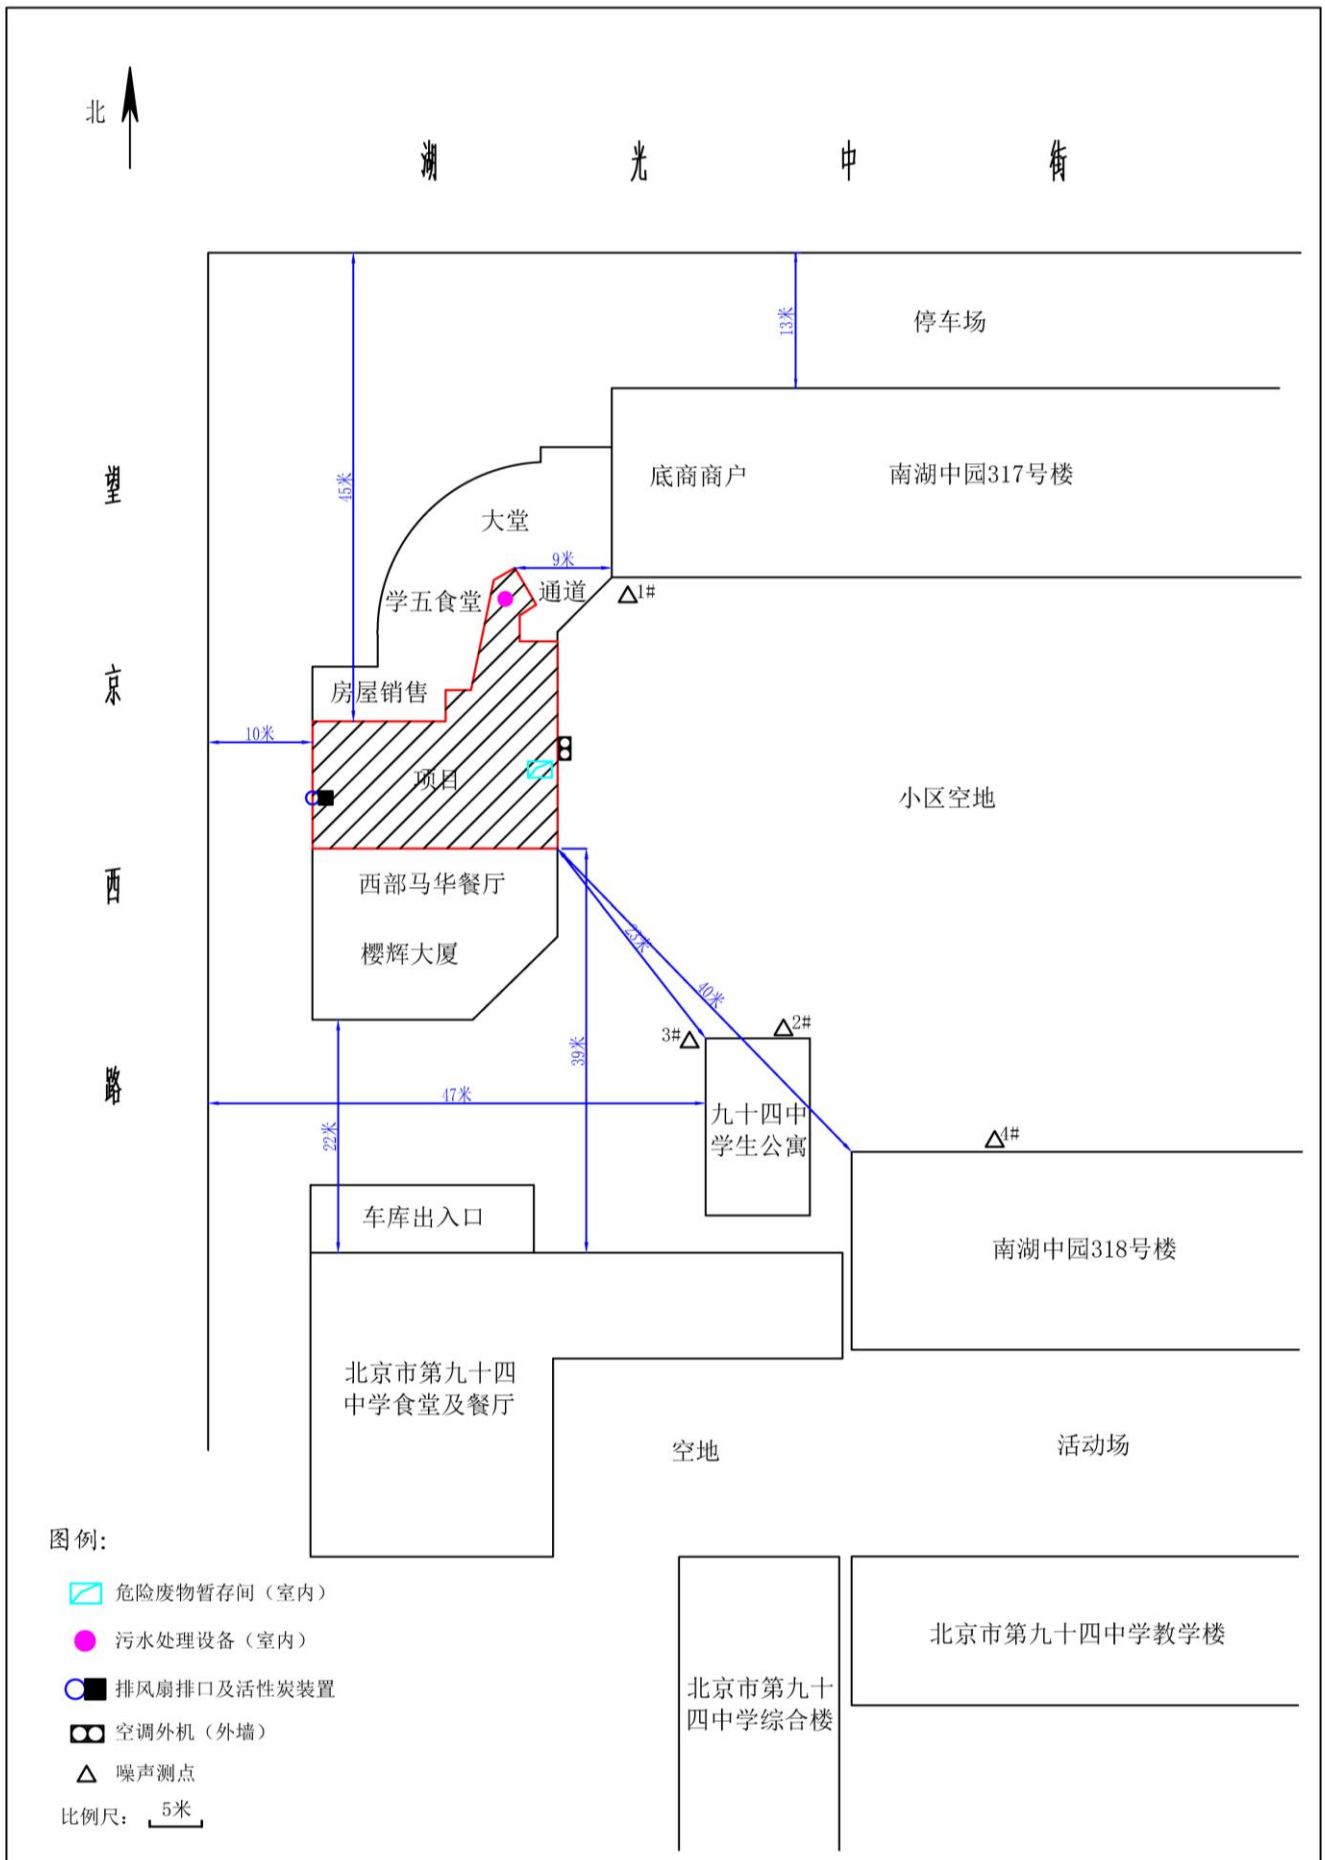 北
湖光中街
望京西路
13米
停车场
45米
底商商户
南湖中园317号楼
大堂
9米
学五食堂
通道
1#
房屋销售
10米
项目
小区空地
西部马华餐厅
樱辉大厦
23米
40米
39米
3#
2#
47米
22米
九十四中
学生公寓
4#
车库出入口
南湖中园318号楼
北京市第九十四
中学食堂及餐厅
空地
活动场
图例:
危险废物暂存间（室内）
污水处理设备（室内）
排风扇排口及活性炭装置
空调外机（外墙）
噪声测点
比例尺: 5米
北京市第九十四中学教学楼
北京市第九十
四中学综合楼